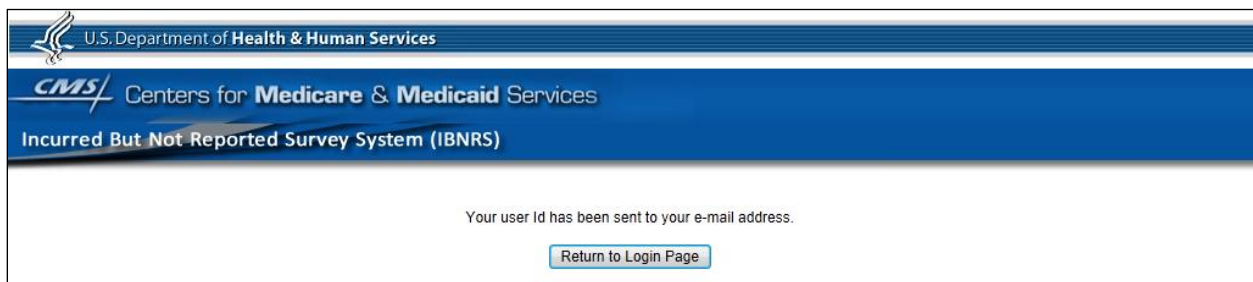 U.S. Department of Health & Human Services
CMS Centers for Medicare & Medicaid Services
Incurred But Not Reported Survey System (IBNRS)
Your user Id has been sent to your e-mail address.
Return to Login Page